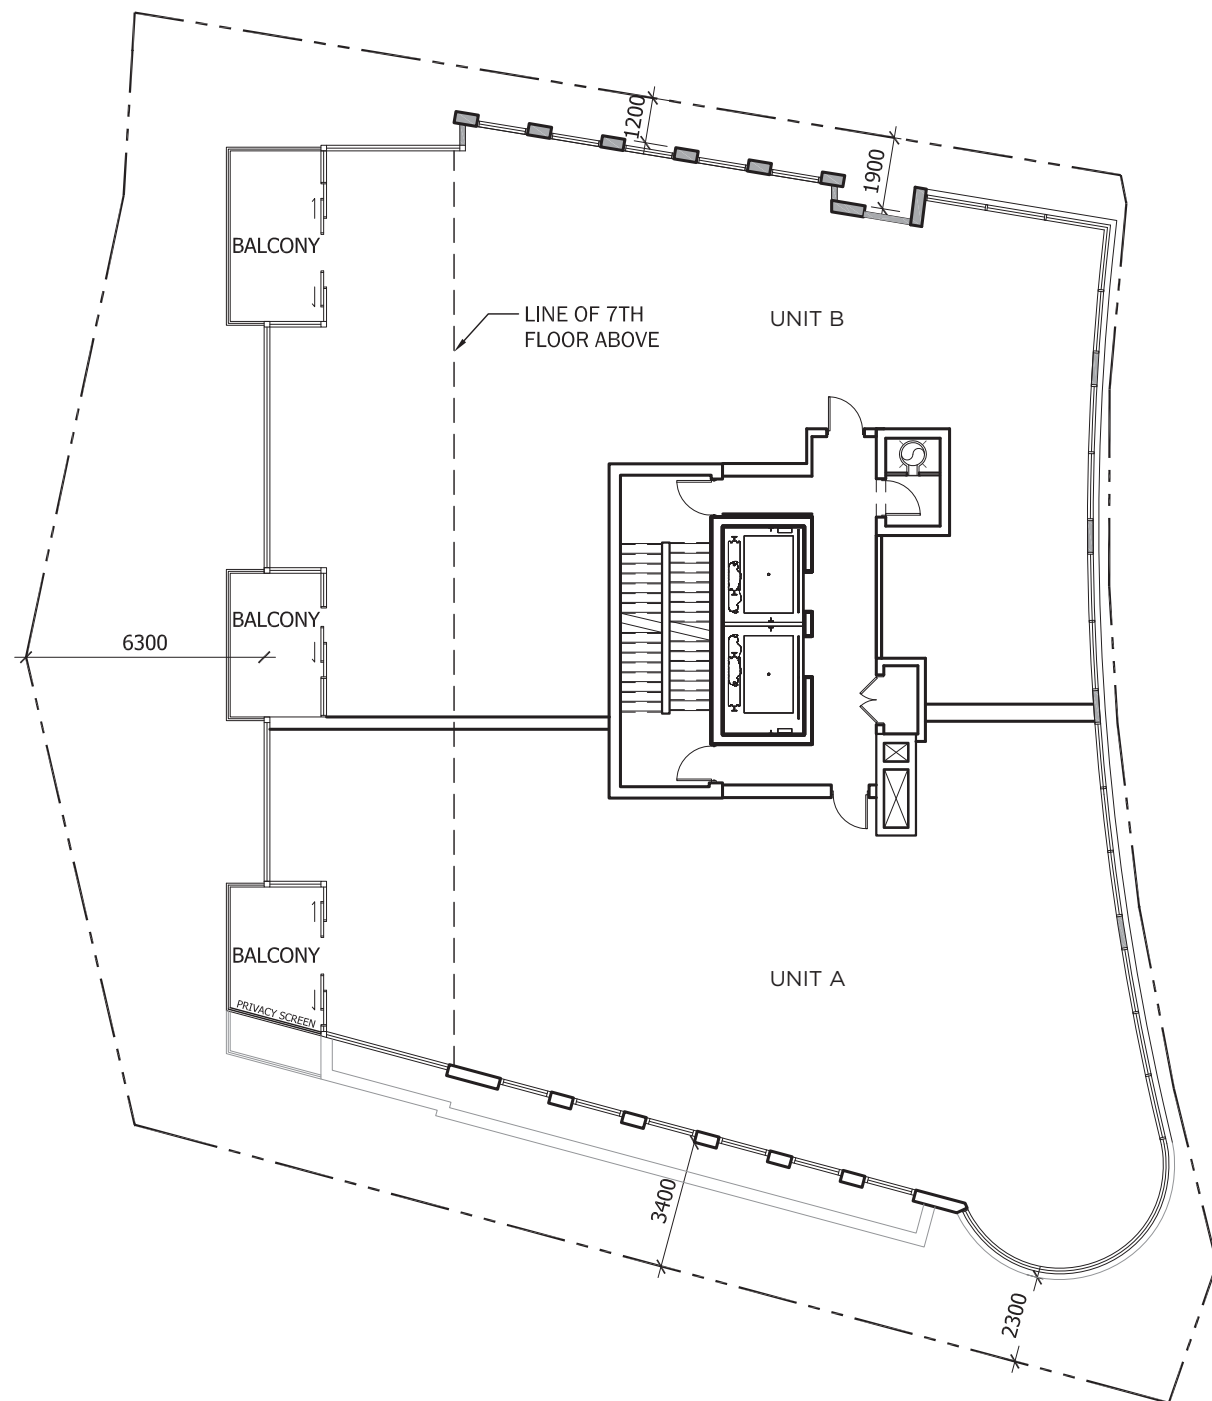 1200
1900
BALCONY
LINE OF 7TH
FLOOR ABOVE
UNIT B
BALCONY
6300
BALCONY
UNIT A
PRIVACY SCREEN
3400
2300